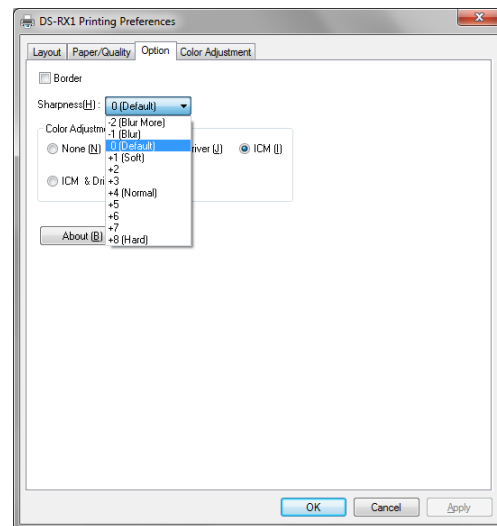 DS-RX1 Printing Preferences
Layout Paper/Quality Option Color Adjustment
Border
Sharpness(H) : 0 (Default)
-2 (Blur More)
-1 (Blur)
0 (Default)
+1 (Soft)
+2
+3
+4 (Normal)
+5
+6
+7
+8 (Hard)
Color Adjustme
None (N) river (J) ICM (I)
ICM & Dri
About (B)
OK Cancel Apply